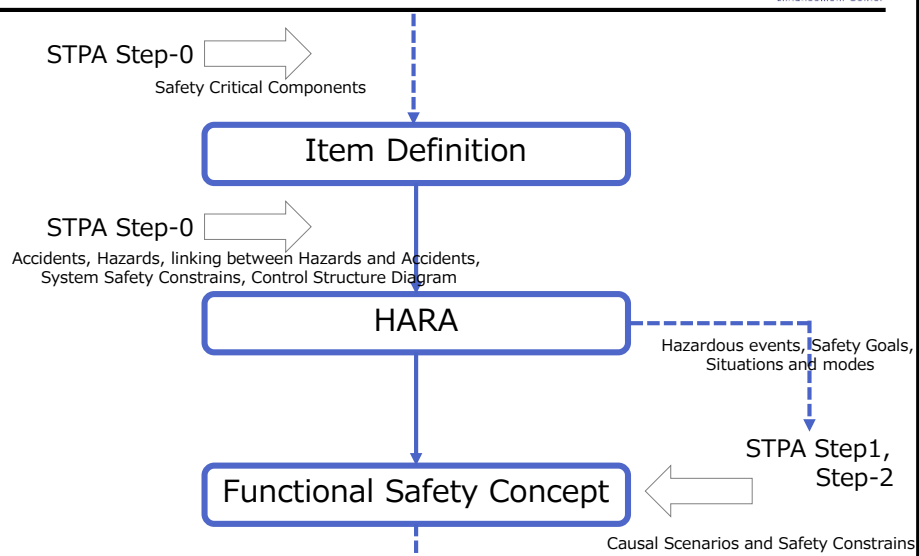 STPA Step-0
Safety Critical Components
Item Definition
STPA Step-0
Accidents, Hazards, linking between Hazards and Accidents,
System Safety Constrains, Control Structure Diagram
HARA
Hazardous events, Safety Goals,
Situations and modes
STPA Step1,
Step-2
Functional Safety Concept
Causal Scenarios and Safety Constrains